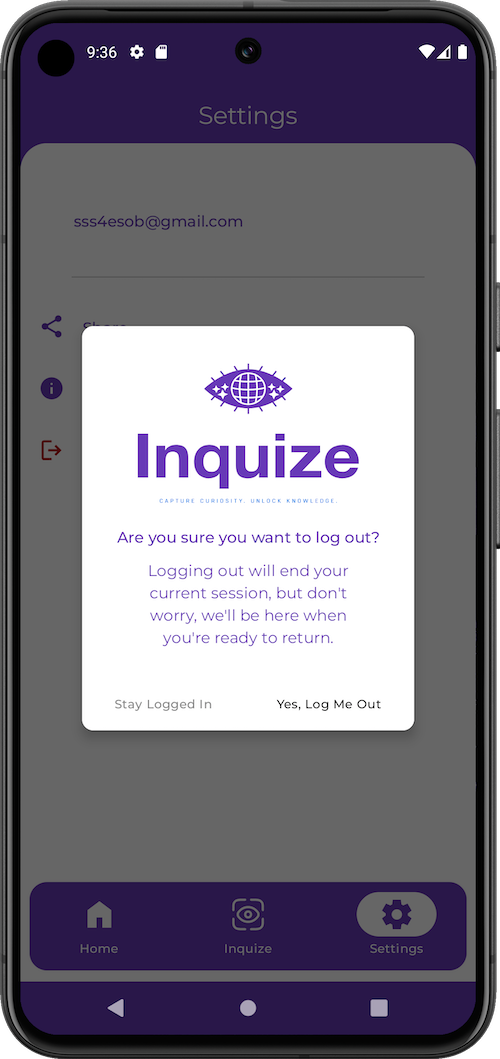 9:36
Settings
sss4esob@gmail.com
Inquize
CAPTURE CURIOSITY. UNLOCK KNOWLEDGE.
Are you sure you want to log out?
Logging out will end your
current session, but don't
worry, we'll be here when
you're ready to return.
Stay Logged In
Yes, Log Me Out
Home
Inquize
Settings